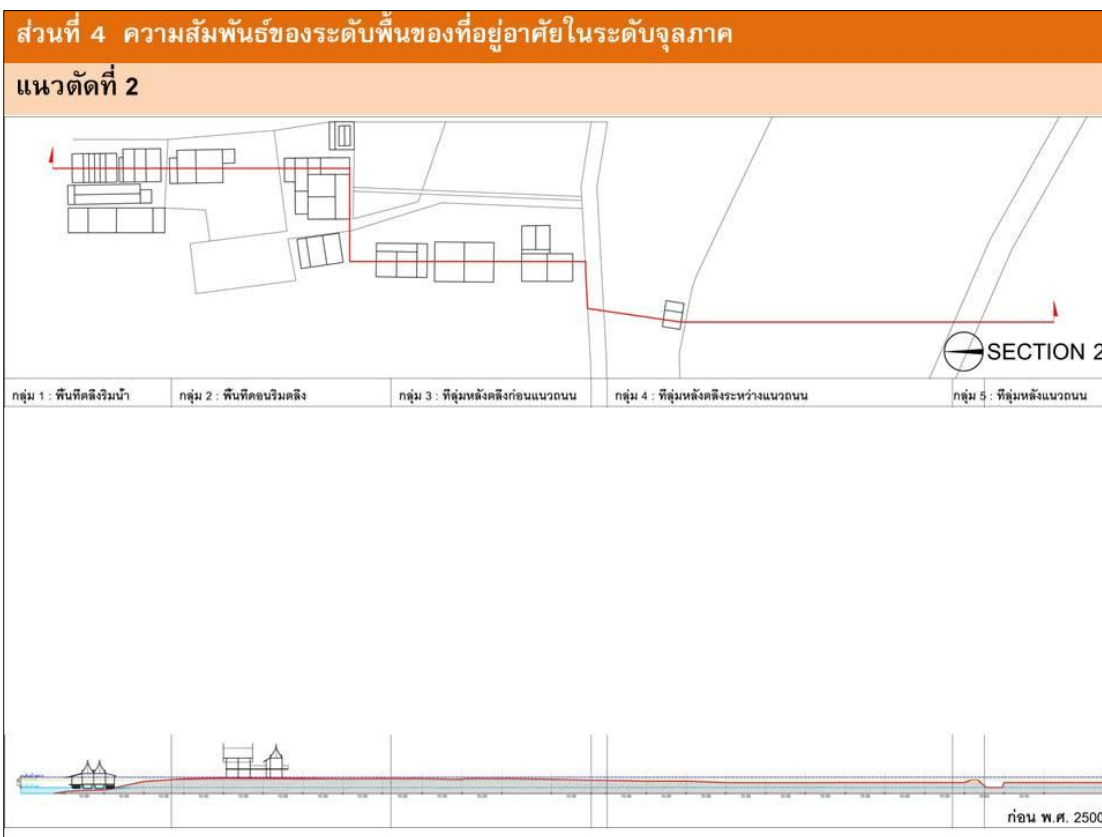 ส่วนที่ 4 ความสัมพันธ์ของระดับพื้นของที่อยู่อาศัยในระดับจุลภาค
แนวตัดที่ 2
SECTION 2
กลุ่ม 1 : พื้นที่ตลิ่งริมน้ำ
กลุ่ม 2 : พื้นที่ดอนริมตลิ่ง
กลุ่ม 3 : ที่ลุ่มหลังตลิ่งก่อนแนวถนน
กลุ่ม 4 : ที่ลุ่มหลังตลิ่งระหว่างแนวถนน
กลุ่ม 5 : ที่ลุ่มหลังแนวถนน
ก่อน พ.ศ. 2500